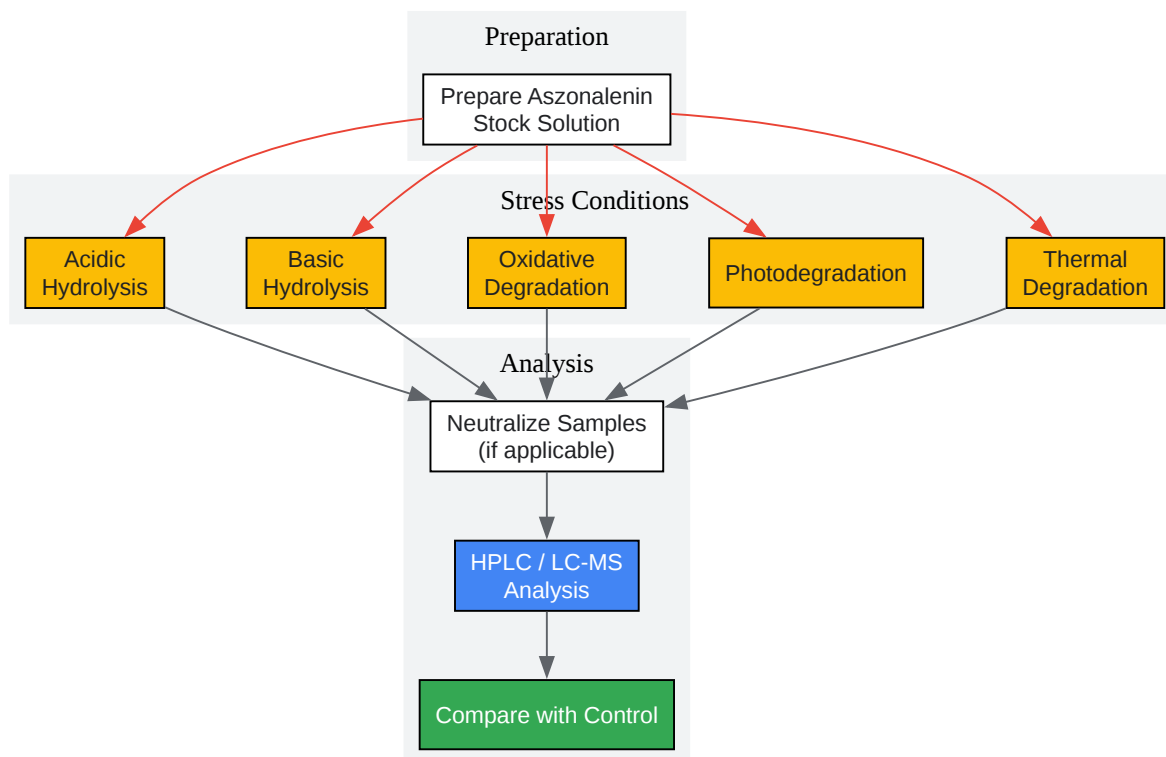 Preparation
Prepare Aszonalenin
Stock Solution
Stress Conditions
Acidic
Hydrolysis
Basic
Hydrolysis
Oxidative
Degradation
Photodegradation
Thermal
Degradation
Analysis
Neutralize Samples
(if applicable)
HPLC / LC-MS
Analysis
Compare with Control